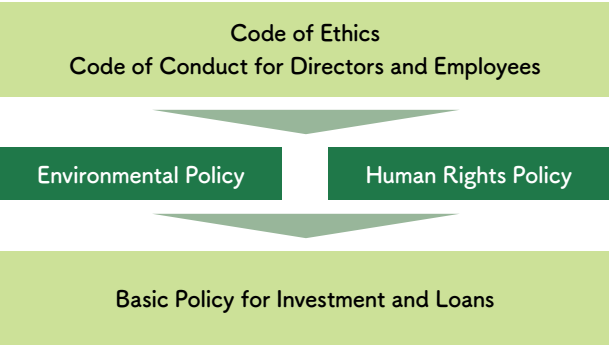 Code of Ethics
Code of Conduct for Directors and Employees
Environmental Policy
Human Rights Policy
Basic Policy for Investment and Loans